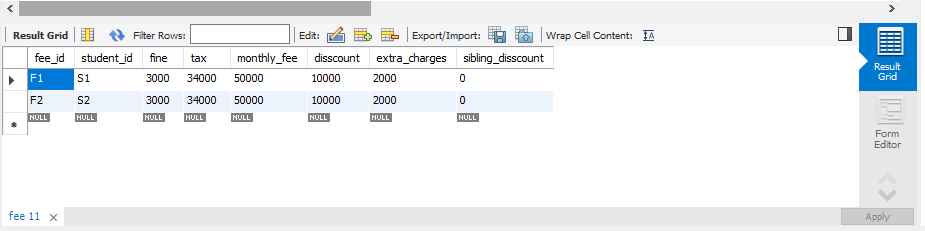 Result Grid Filter Rows: Edit: Export/Import: Wrap Cell Content: IA
fee_id student_id fine tax monthly_fee disscount extra_charges sibling_disscount
F1 S1 3000 34000 50000 10000 2000 0
F2 S2 3000 34000 50000 10000 2000 0
NULL NULL NULL NULL NULL NULL NULL NULL
Result
Grid
Form
Editor
fee 11
Apply